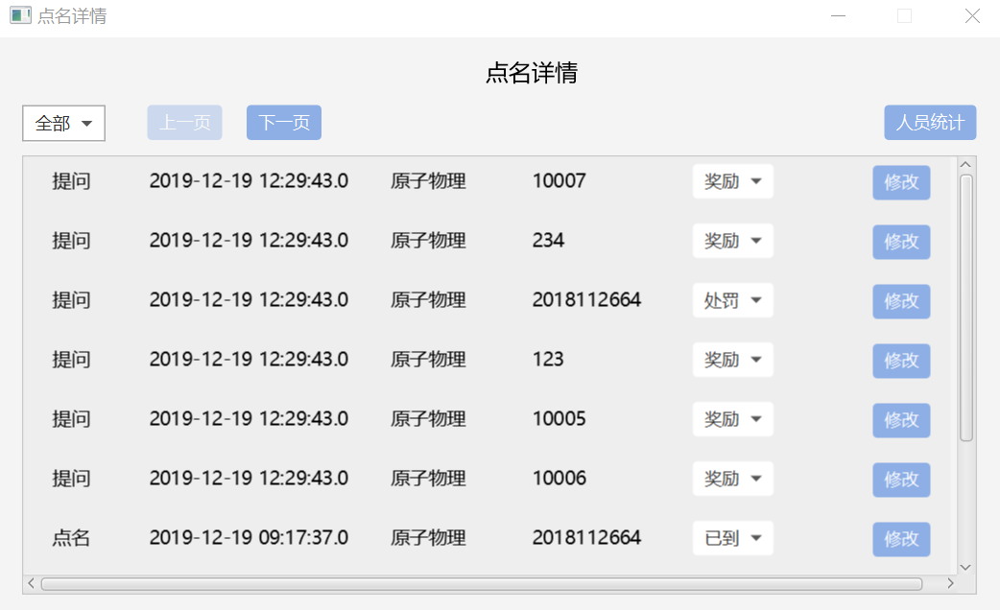 点名详情
点名详情
全部 上一页 下一页 人员统计
提问 2019-12-19 12:29:43.0 原子物理 10007 奖励 修改
提问 2019-12-19 12:29:43.0 原子物理 234 奖励 修改
提问 2019-12-19 12:29:43.0 原子物理 2018112664 处罚 修改
提问 2019-12-19 12:29:43.0 原子物理 123 奖励 修改
提问 2019-12-19 12:29:43.0 原子物理 10005 奖励 修改
提问 2019-12-19 12:29:43.0 原子物理 10006 奖励 修改
点名 2019-12-19 09:17:37.0 原子物理 2018112664 已到 修改